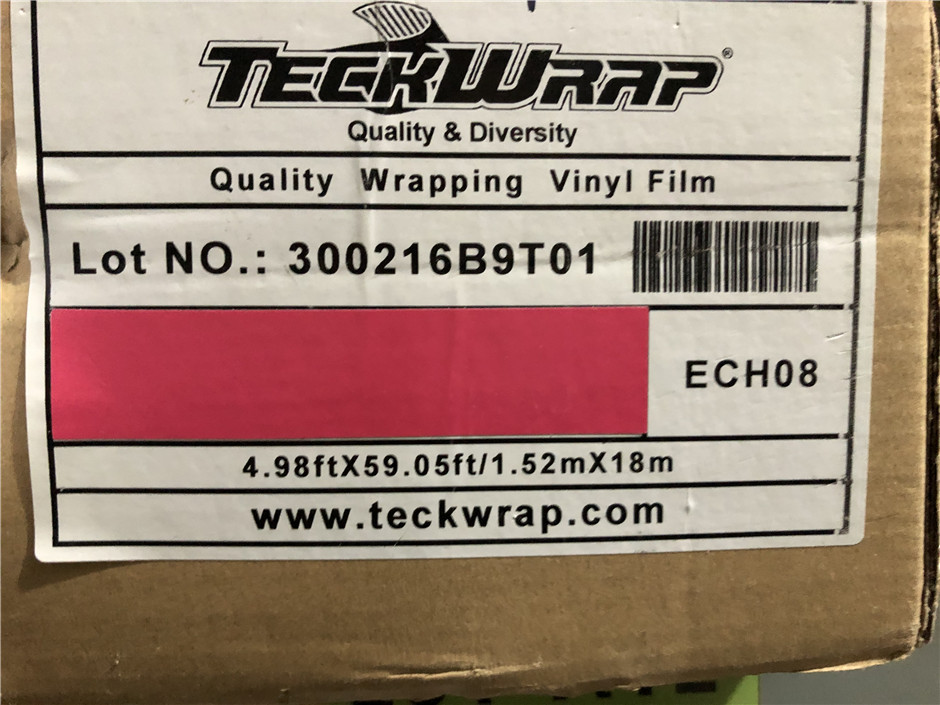 TECKWRAP®
Quality & Diversity
Quality Wrapping Vinyl Film
Lot NO.: 300216B9T01
ECH08
4.98ftX59.05ft/1.52mX18m
www.teckwrap.com